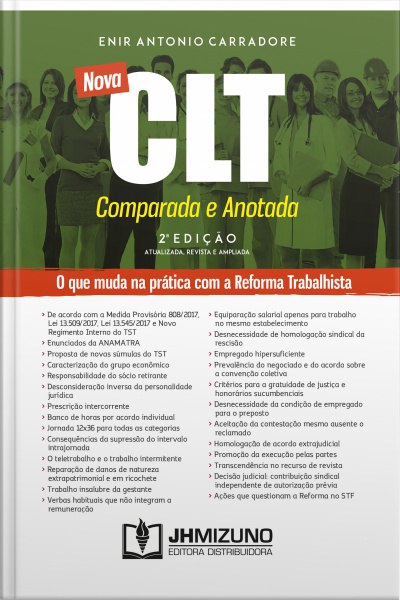 ENIR ANTONIO CARRADORE
Nova
CLT
Comparada e Anotada
2ª EDIÇÃO
ATUALIZADA, REVISTA E AMPLIADA
O que muda na prática com a Reforma Trabalhista
› De acordo com a Medida Provisória 808/2017,
Lei 13.509/2017, Lei 13.545/2017 e Novo
Regimento Interno do TST
› Enunciados da ANAMATRA
› Proposta de novas súmulas do TST
› Caracterização do grupo econômico
› Responsabilidade do sócio retirante
› Desconsideração inversa da personalidade
jurídica
› Prescrição intercorrente
› Banco de horas por acordo individual
› Jornada 12x36 para todas as categorias
› Consequências da supressão do intervalo
intrajornada
› O teletrabalho e o trabalho intermitente
› Reparação de danos de natureza
extrapatrimonial e em ricochete
› Trabalho insalubre da gestante
› Verbas habituais que não integram a
remuneração
› Equiparação salarial apenas para trabalho
no mesmo estabelecimento
› Desnecessidade de homologação sindical da
rescisão
› Empregado hipersuficiente
› Prevalência do negociado e do acordo sobre
a convenção coletiva
› Critérios para a gratuidade de justiça e
honorários sucumbenciais
› Desnecessidade da condição de empregado
para o preposto
› Aceitação da contestação mesmo ausente o
reclamado
› Homologação de acordo extrajudicial
› Promoção da execução pelas partes
› Transcendência no recurso de revista
› Decisão judicial: contribuição sindical
independente de autorização prévia
› Ações que questionam a Reforma no STF
JHMIZUNO
EDITORA DISTRIBUIDORA